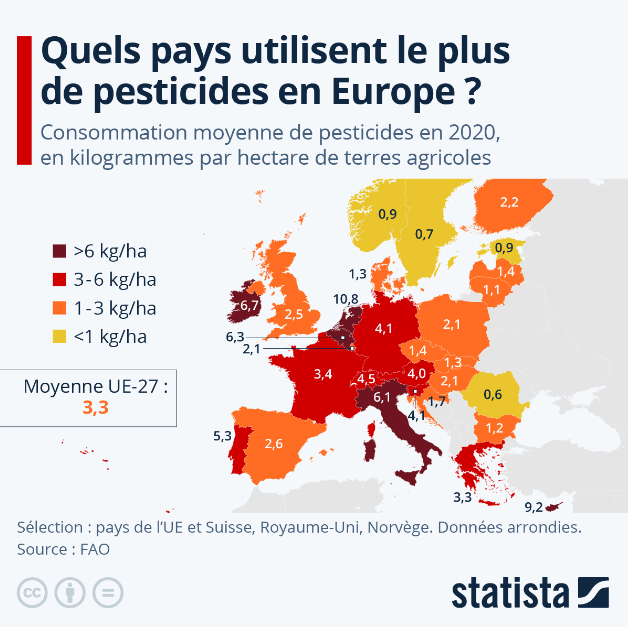 Quels pays utilisent le plus
de pesticides en Europe ?
Consommation moyenne de pesticides en 2020,
en kilogrammes par hectare de terres agricoles
>6 kg/ha
3-6 kg/ha
1-3 kg/ha
<1 kg/ha
Moyenne UE-27 :
3,3
0,9
0,7
2,2
0,9
1,4
1,1
1,3
10,8
6,7
2,5
6,3
2,1
4,1
2,1
1,4
1,3
3,4
4,5
4,0
2,1
6,1
1,7
4,1
0,6
1,2
5,3
2,6
3,3
9,2
Sélection : pays de l’UE et Suisse, Royaume-Uni, Norvège. Données arrondies.
Source : FAO
cc
=
statista